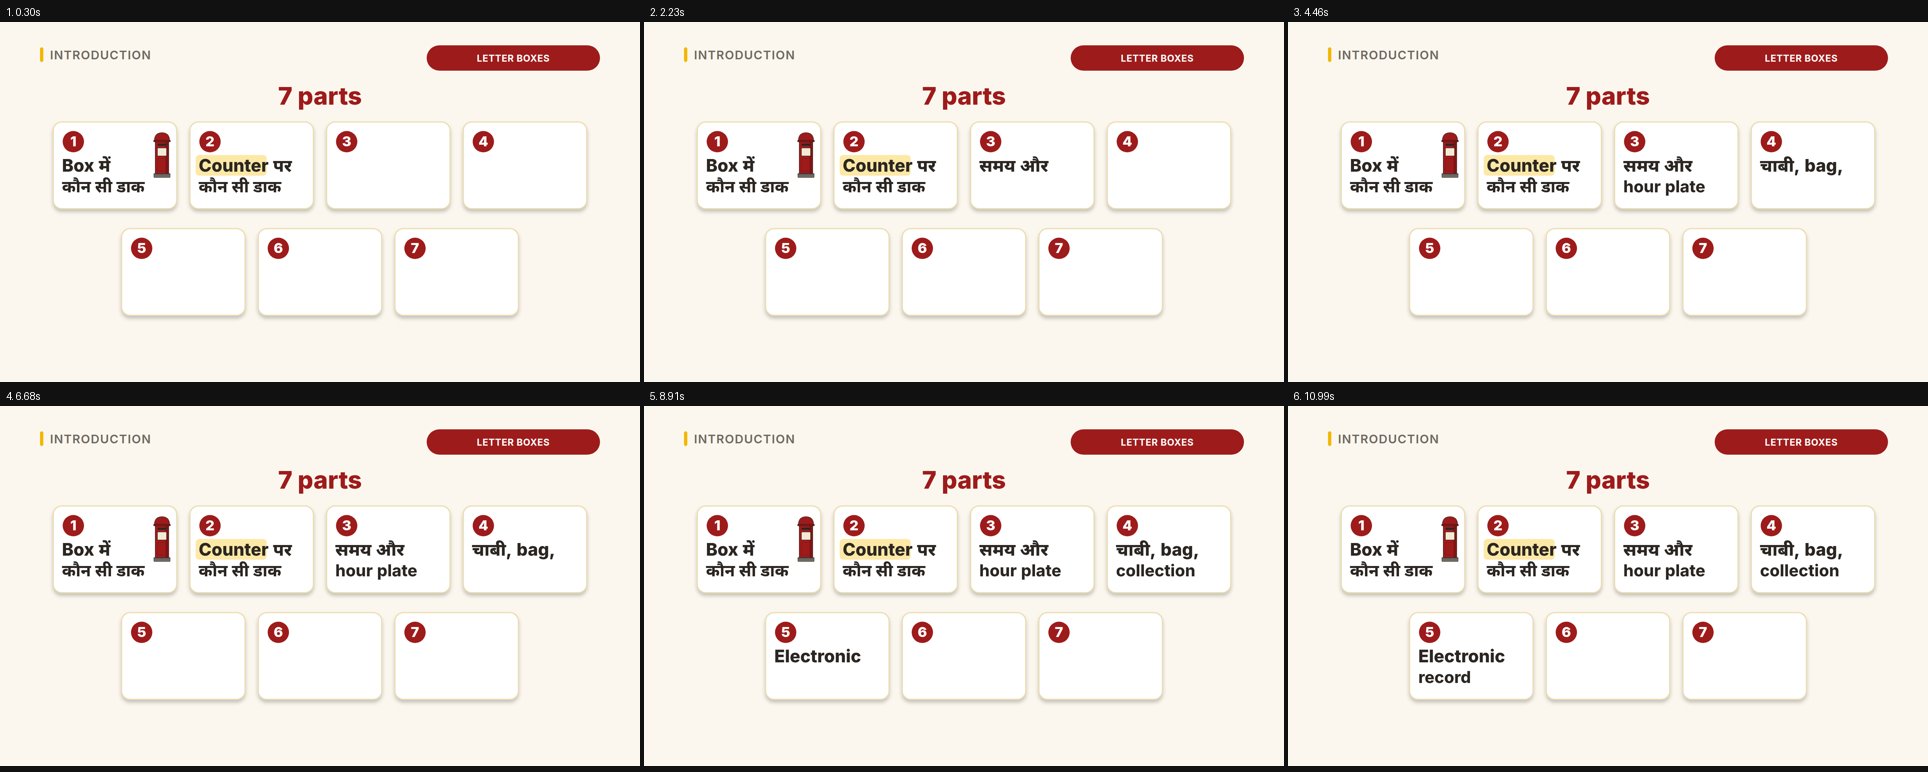 1. 0.30s
INTRODUCTION
LETTER BOXES
7 parts
1
Box में
कौन सी डाक
2
Counter पर
कौन सी डाक
3
4
5
6
7
2. 2.23s
INTRODUCTION
LETTER BOXES
7 parts
1
Box में
कौन सी डाक
2
Counter पर
कौन सी डाक
3
समय और
4
5
6
7
3. 4.46s
INTRODUCTION
LETTER BOXES
7 parts
1
Box में
कौन सी डाक
2
Counter पर
कौन सी डाक
3
समय और
hour plate
4
चाबी, bag,
5
6
7
4. 6.68s
INTRODUCTION
LETTER BOXES
7 parts
1
Box में
कौन सी डाक
2
Counter पर
कौन सी डाक
3
समय और
hour plate
4
चाबी, bag,
5
6
7
5. 8.91s
INTRODUCTION
LETTER BOXES
7 parts
1
Box में
कौन सी डाक
2
Counter पर
कौन सी डाक
3
समय और
hour plate
4
चाबी, bag,
collection
5
Electronic
6
7
6. 10.99s
INTRODUCTION
LETTER BOXES
7 parts
1
Box में
कौन सी डाक
2
Counter पर
कौन सी डाक
3
समय और
hour plate
4
चाबी, bag,
collection
5
Electronic
record
6
7